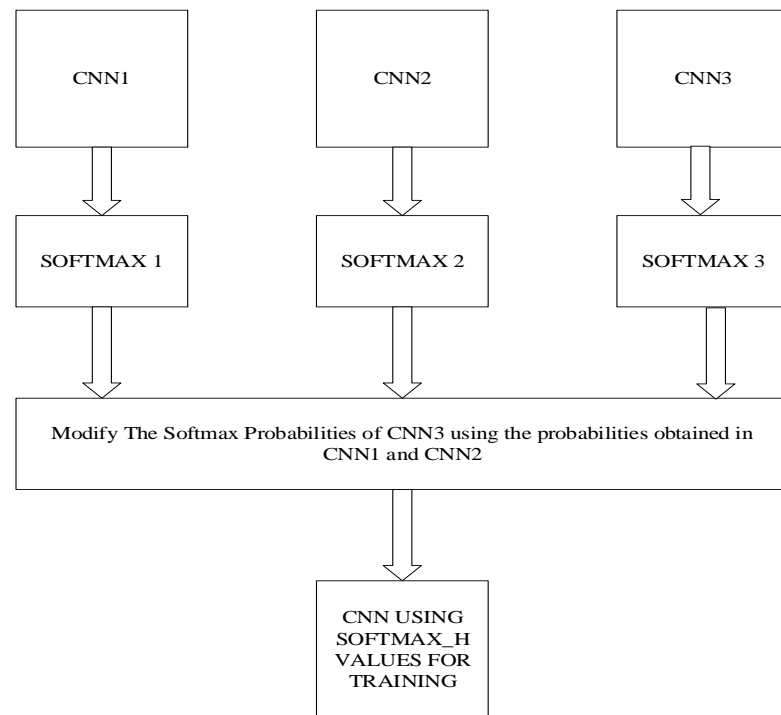 CNN1
CNN2
CNN3
SOFTMAX 1
SOFTMAX 2
SOFTMAX 3
Modify The Softmax Probabilities of CNN3 using the probabilities obtained in
CNN1 and CNN2
CNN USING
SOFTMAX_H
VALUES FOR
TRAINING